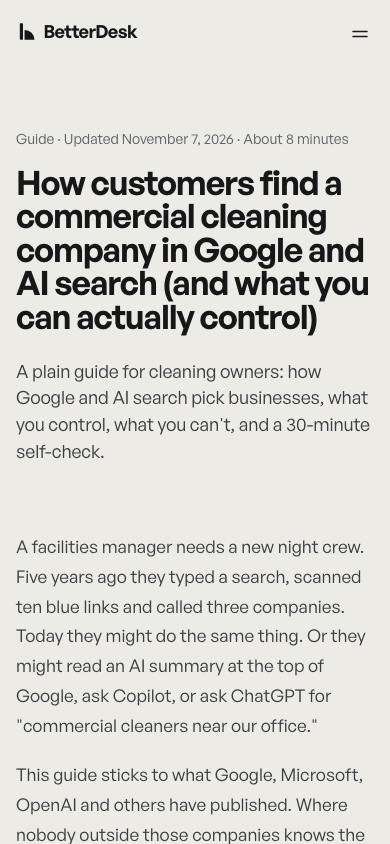 BetterDesk
Guide · Updated November 7, 2026 · About 8 minutes
How customers find a
commercial cleaning
company in Google and
AI search (and what you
can actually control)
A plain guide for cleaning owners: how
Google and AI search pick businesses, what
you control, what you can't, and a 30-minute
self-check.
A facilities manager needs a new night crew.
Five years ago they typed a search, scanned
ten blue links and called three companies.
Today they might do the same thing. Or they
might read an AI summary at the top of
Google, ask Copilot, or ask ChatGPT for
"commercial cleaners near our office."
This guide sticks to what Google, Microsoft,
OpenAI and others have published. Where
nobody outside those companies knows the